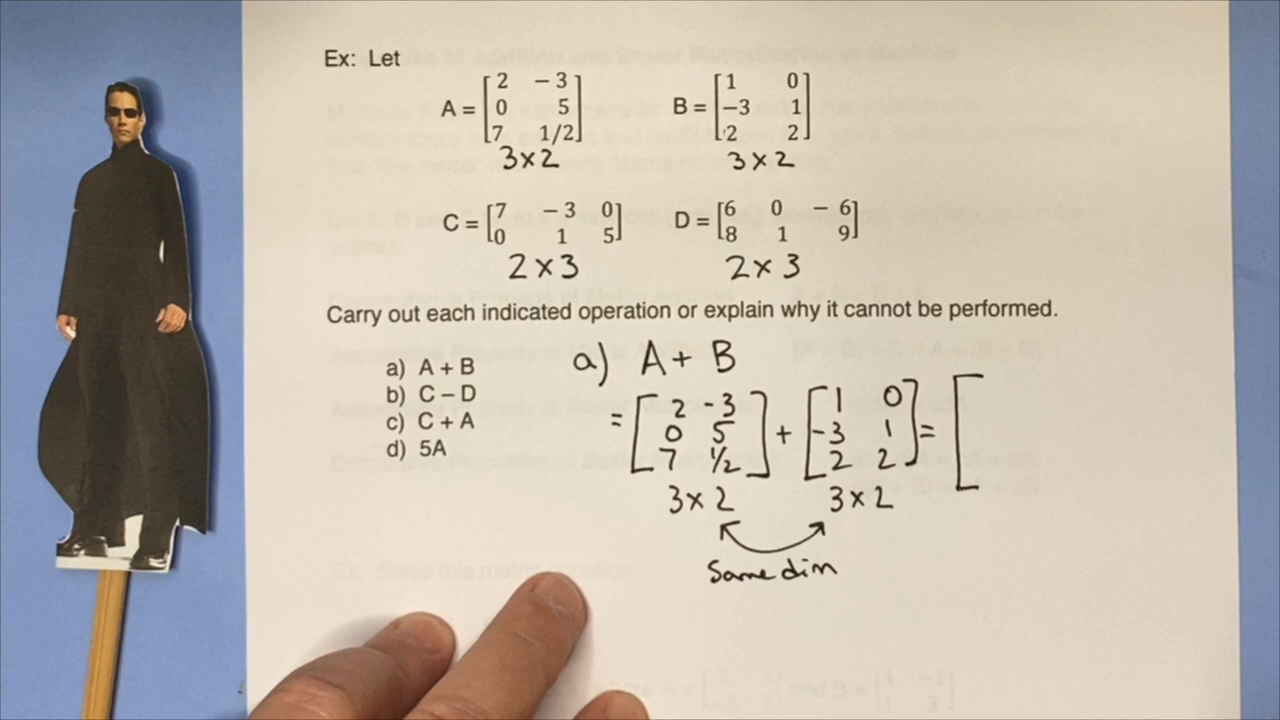 Ex: Let
A = [2 −3
0 5
7 1/2]
B = [1 0
−3 1
2 2]
3×2
3×2
C = [7 −3 0
0 1 5]
D = [6 0 −6
8 1 9]
2×3
2×3
Carry out each indicated operation or explain why it cannot be performed.
a) A + B
b) C − D
c) C + A
d) 5A
a) A + B
= [2 -3
0 5
7 1/2] + [1 0
-3 1
2 2] = [
3×2
3×2
Same dim